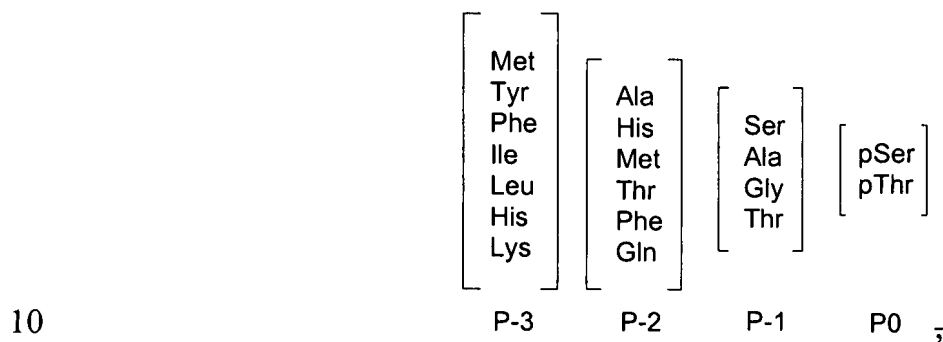 Met
Tyr
Phe
Ile
Leu
His
Lys
Ala
His
Met
Thr
Phe
Gln
Ser
Ala
Gly
Thr
pSer
pThr
10 P-3 P-2 P-1 P0 ,